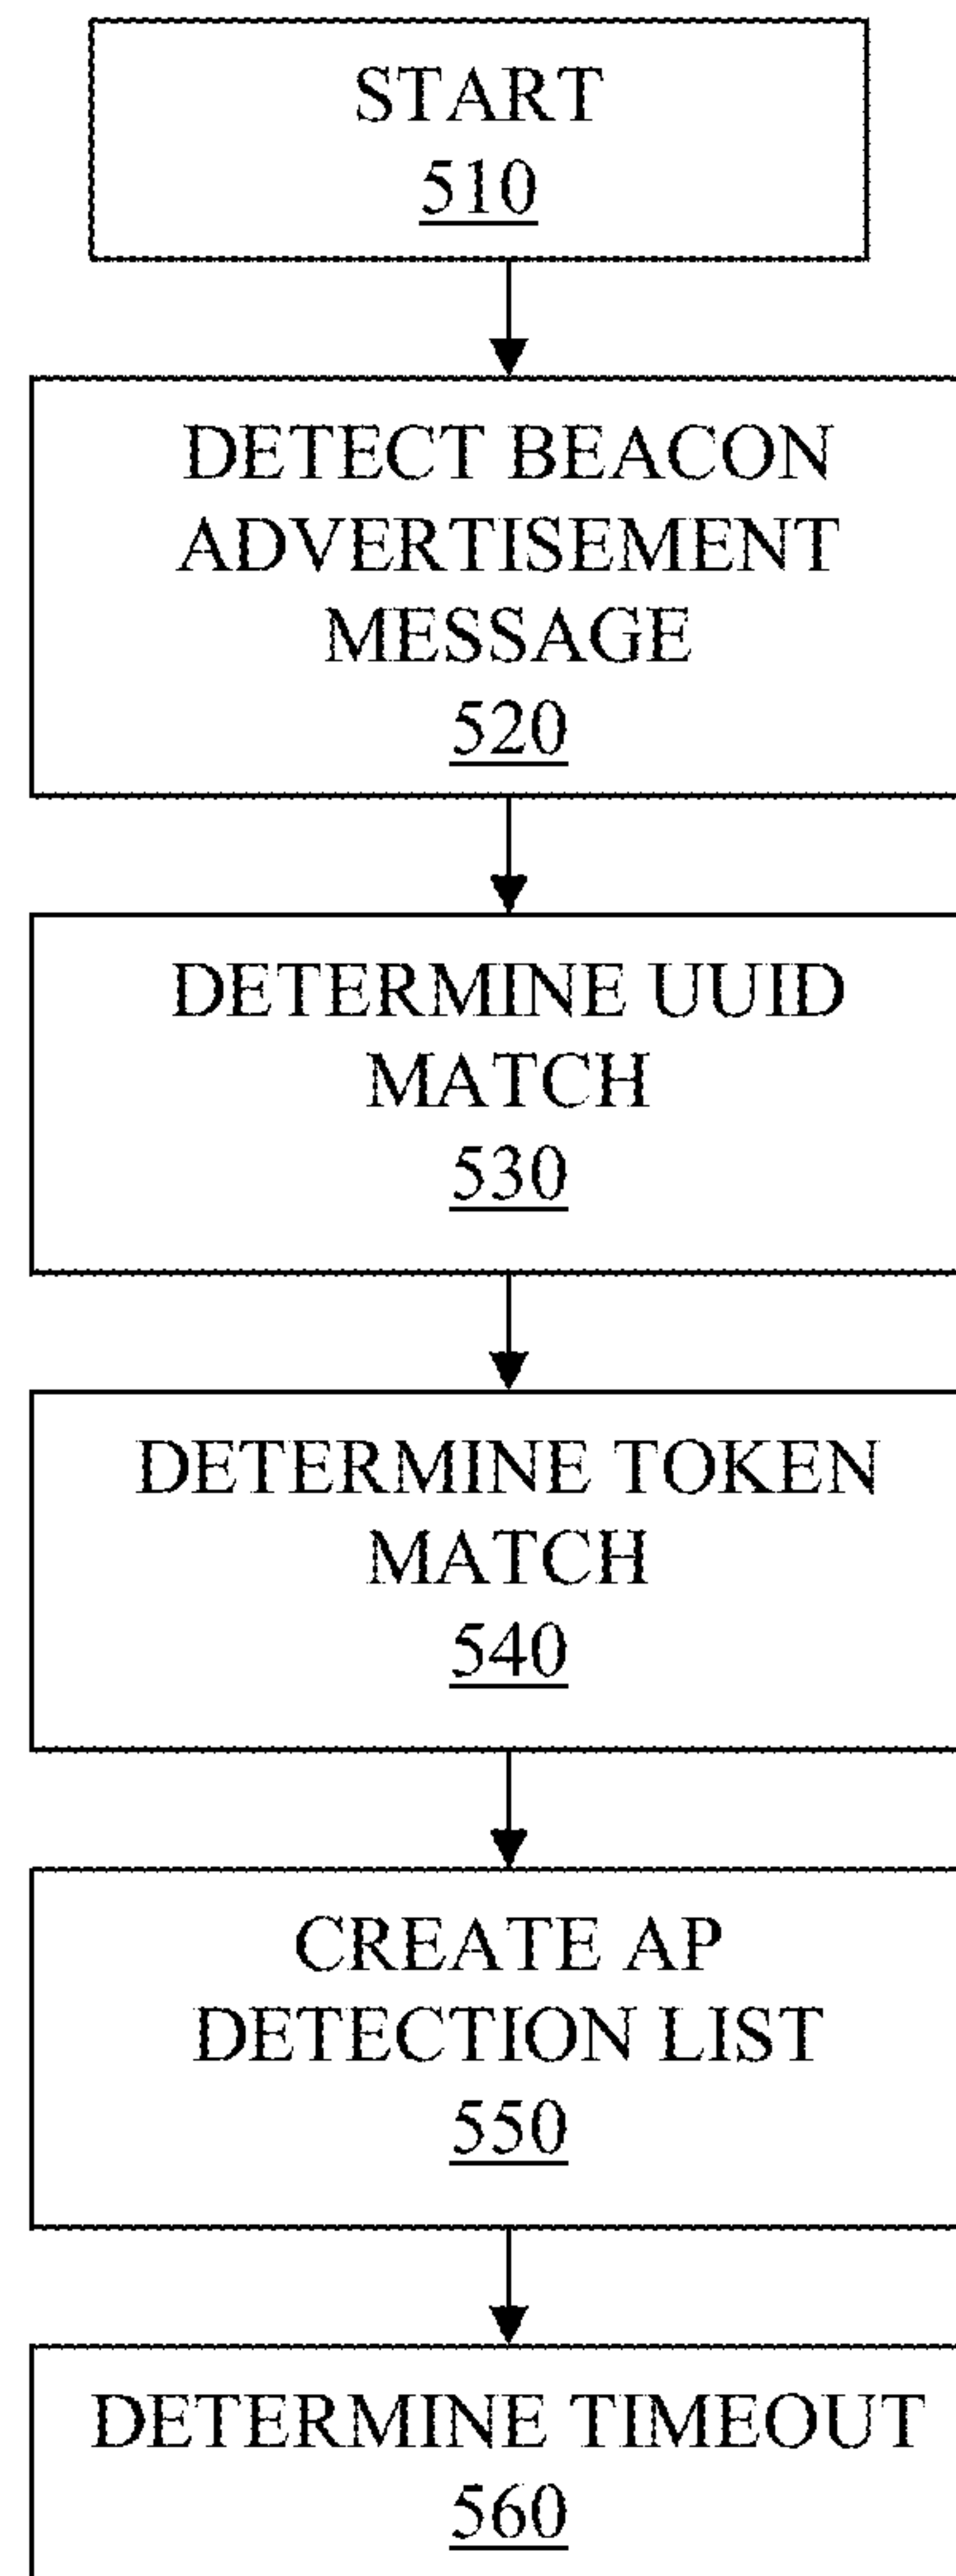 START
510
DETECT BEACON
ADVERTISEMENT
MESSAGE
520
DETERMINE UUID
MATCH
530
DETERMINE TOKEN
MATCH
540
CREATE AP
DETECTION LIST
550
DETERMINE TIMEOUT
560